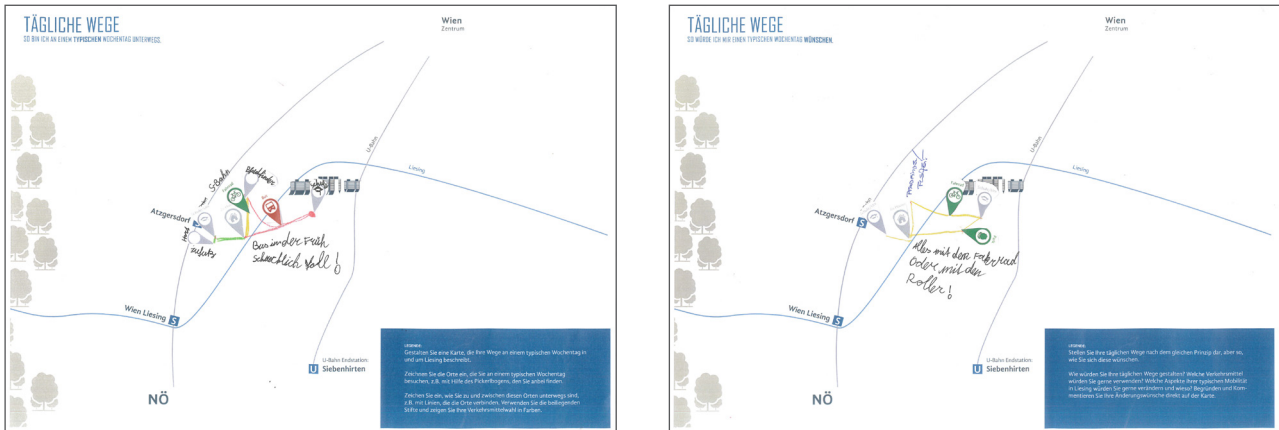 TÄGLICHE WEGE
SO BIN ICH AN EINEM TYPISCHEN WOCHENTAG UNTERWEGS.
Wien
Zentrum
U-Bahn
Liesing
S-Bahn
Pfadfinder
Atzgersdorf
S
Bus in der Früh
schrecklich voll!
Wien Liesing S
LEGENDE:
Gestalten Sie eine Karte, die Ihre Wege an einem typischen Wochentag in
und um Liesing beschreibt.
Zeichnen Sie die Orte ein, die Sie an einem typischen Wochentag
besuchen, z.B. mit Hilfe des Pickerlbogens, den Sie anbei finden.
Zeichnen Sie ein, wie Sie zu und zwischen diesen Orten unterwegs sind,
z.B. mit Linien, die die Orte verbinden. Verwenden Sie die beiliegenden
Stifte und zeigen Sie Ihre Verkehrsmittelwahl in Farben.
U-Bahn Endstation:
U Siebenhirten
NÖ
TÄGLICHE WEGE
SO WÜRDE ICH MIR EINEN TYPISCHEN WOCHENTAG WÜNSCHEN.
Wien
Zentrum
U-Bahn
Liesing
Atzgersdorf S
Alles mit dem Fahrrad
Oder mit den
Roller!
Wien Liesing S
LEGENDE:
Stellen Sie Ihre täglichen Wege nach dem gleichen Prinzip dar, aber so,
wie Sie sich diese wünschen.
Wie würden Sie Ihre täglichen Wege gestalten? Welche Verkehrsmittel
würden Sie gerne verwenden? Welche Aspekte Ihrer typischen Mobilität
in Liesing würden Sie gerne verändern und wieso? Begründen und Kom-
mentieren Sie Ihre Änderungswünsche direkt auf der Karte.
U-Bahn Endstation:
U Siebenhirten
NÖ